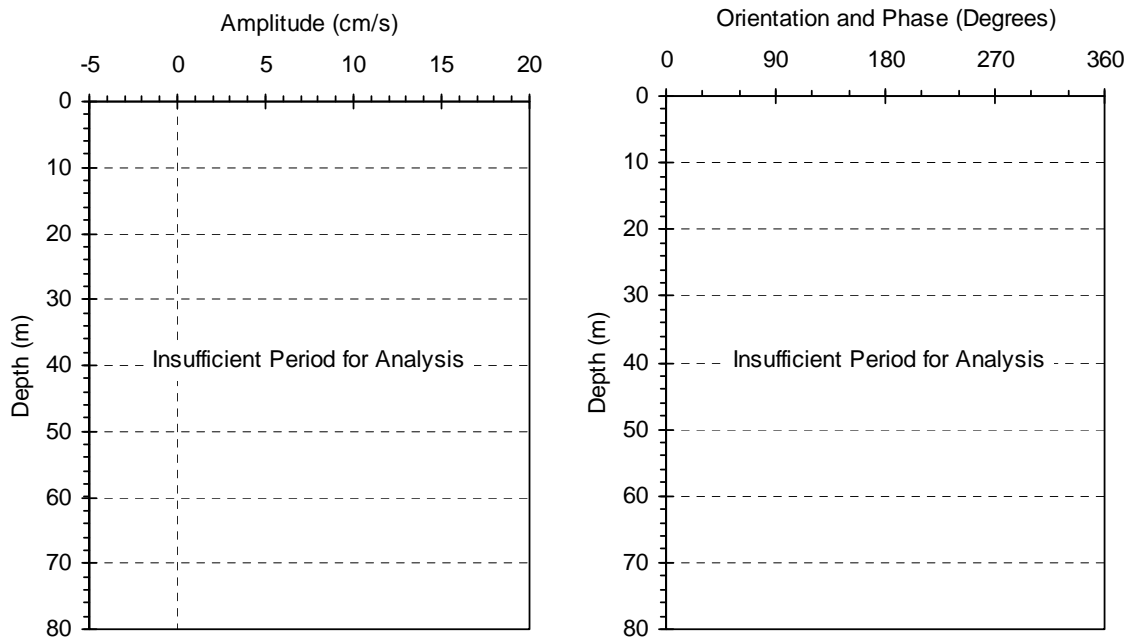 Amplitude (cm/s)
-5 0 5 10 15 20
0
10
20
30
40
50
60
70
80
Depth (m)
Insufficient Period for Analysis
Orientation and Phase (Degrees)
0 90 180 270 360
0
10
20
30
40
50
60
70
80
Depth (m)
Insufficient Period for Analysis